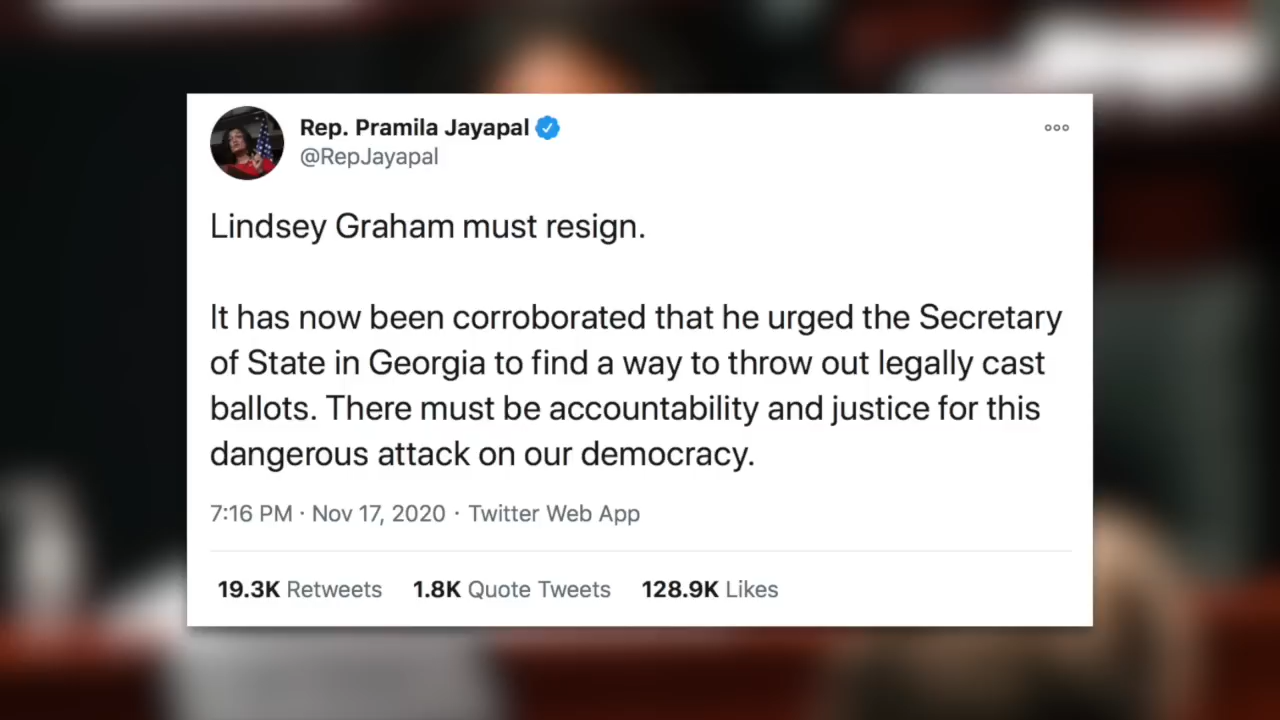 Rep. Pramila Jayapal
@RepJayapal
Lindsey Graham must resign.
It has now been corroborated that he urged the Secretary
of State in Georgia to find a way to throw out legally cast
ballots. There must be accountability and justice for this
dangerous attack on our democracy.
7:16 PM · Nov 17, 2020 · Twitter Web App
19.3K Retweets 1.8K Quote Tweets 128.9K Likes